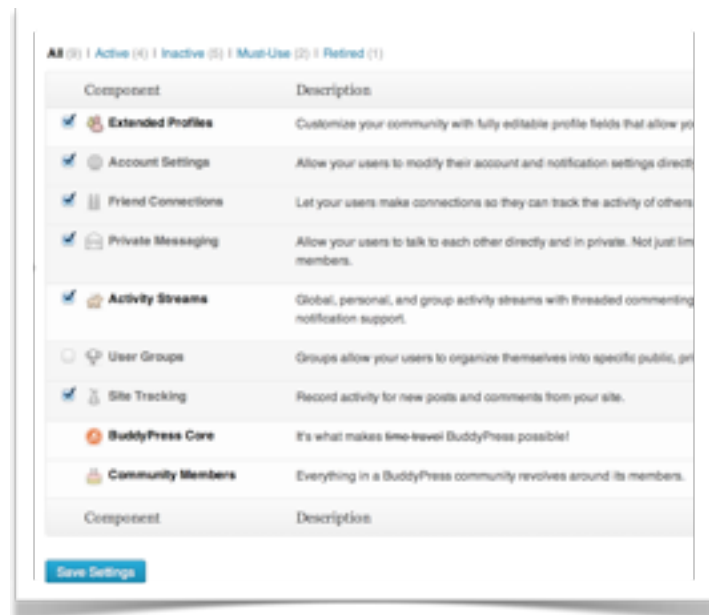 All (9) | Active (4) | Inactive (5) | Must-Use (2) | Retired (1)
Component Description
Extended Profiles Customize your community with fully editable profile fields that allow yo
Account Settings Allow your users to modify their account and notification settings directly
Friend Connections Let your users make connections so they can track the activity of others
Private Messaging Allow your users to talk to each other directly and in private. Not just lim
members.
Activity Streams Global, personal, and group activity streams with threaded commenting
notification support.
User Groups Groups allow your users to organize themselves into specific public, pri
Site Tracking Record activity for new posts and comments from your site.
BuddyPress Core It's what makes time travel BuddyPress possible!
Community Members Everything in a BuddyPress community revolves around its members.
Component Description
Save Settings